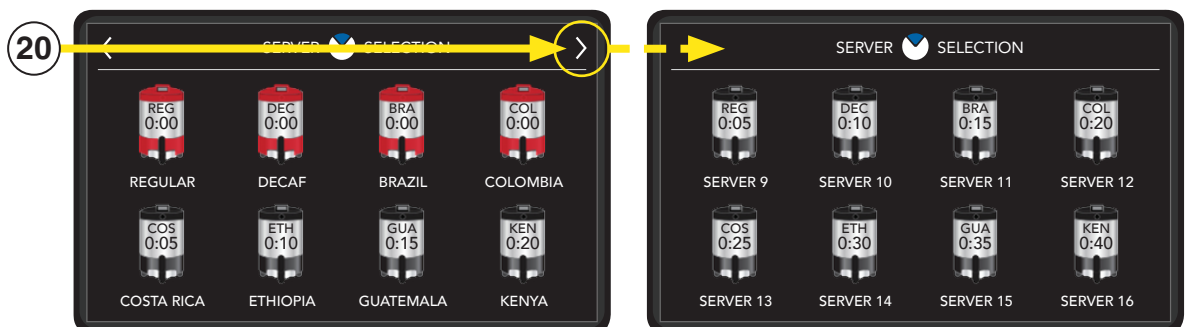 20
SERVER SELECTION
REG DEC BRA COL
0:00 0:00 0:00 0:00
REGULAR DECAF BRAZIL COLOMBIA
COS ETH GUA KEN
0:05 0:10 0:15 0:20
COSTA RICA ETHIOPIA GUATEMALA KENYA
SERVER SELECTION
REG DEC BRA COL
0:05 0:10 0:15 0:20
SERVER 9 SERVER 10 SERVER 11 SERVER 12
COS ETH GUA KEN
0:25 0:30 0:35 0:40
SERVER 13 SERVER 14 SERVER 15 SERVER 16